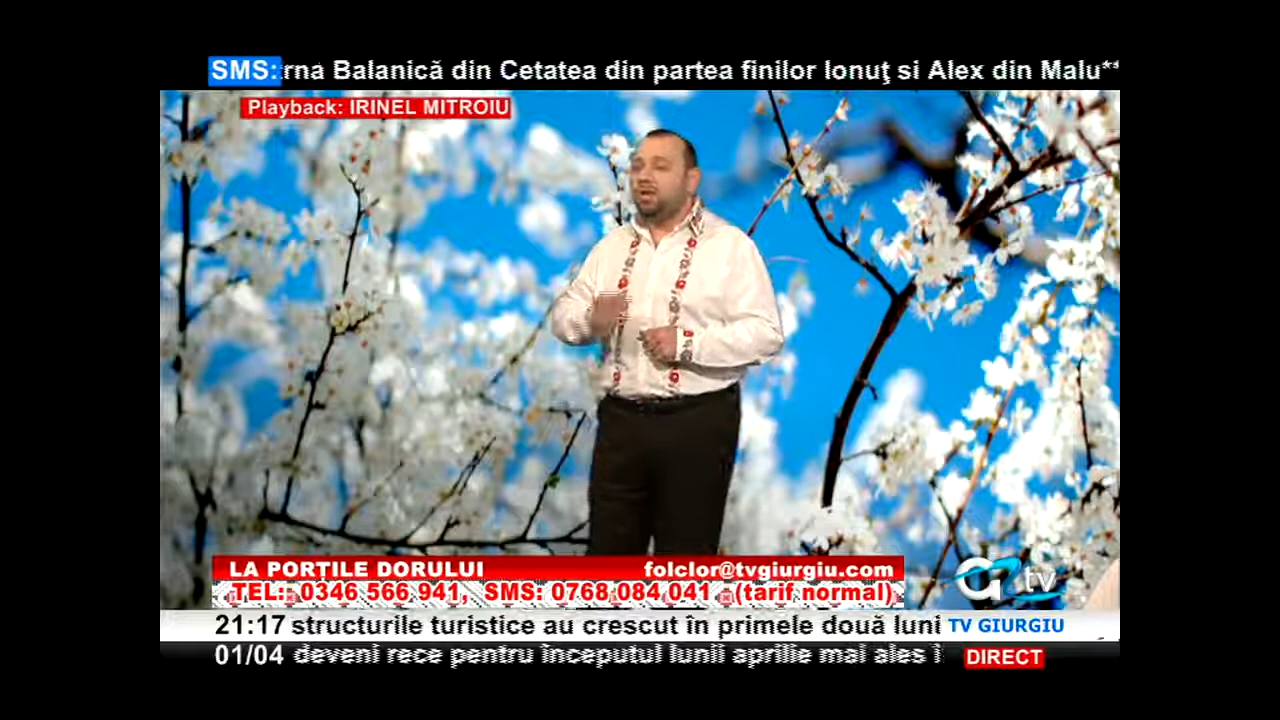 SMS: rna Balanică din Cetatea din partea finilor Ionuţ si Alex din Malu**
Playback: IRINEL MITROIU
LA PORTILE DORULUI folclor@tvgiurgiu.com
TEL.: 0346 566 941, SMS: 0768 084 041 (tarif normal)
G tv
21:17 structurile turistice au crescut în primele două luni TV GIURGIU
01/04 deveni rece pentru începutul lunii aprilie mai ales î DIRECT